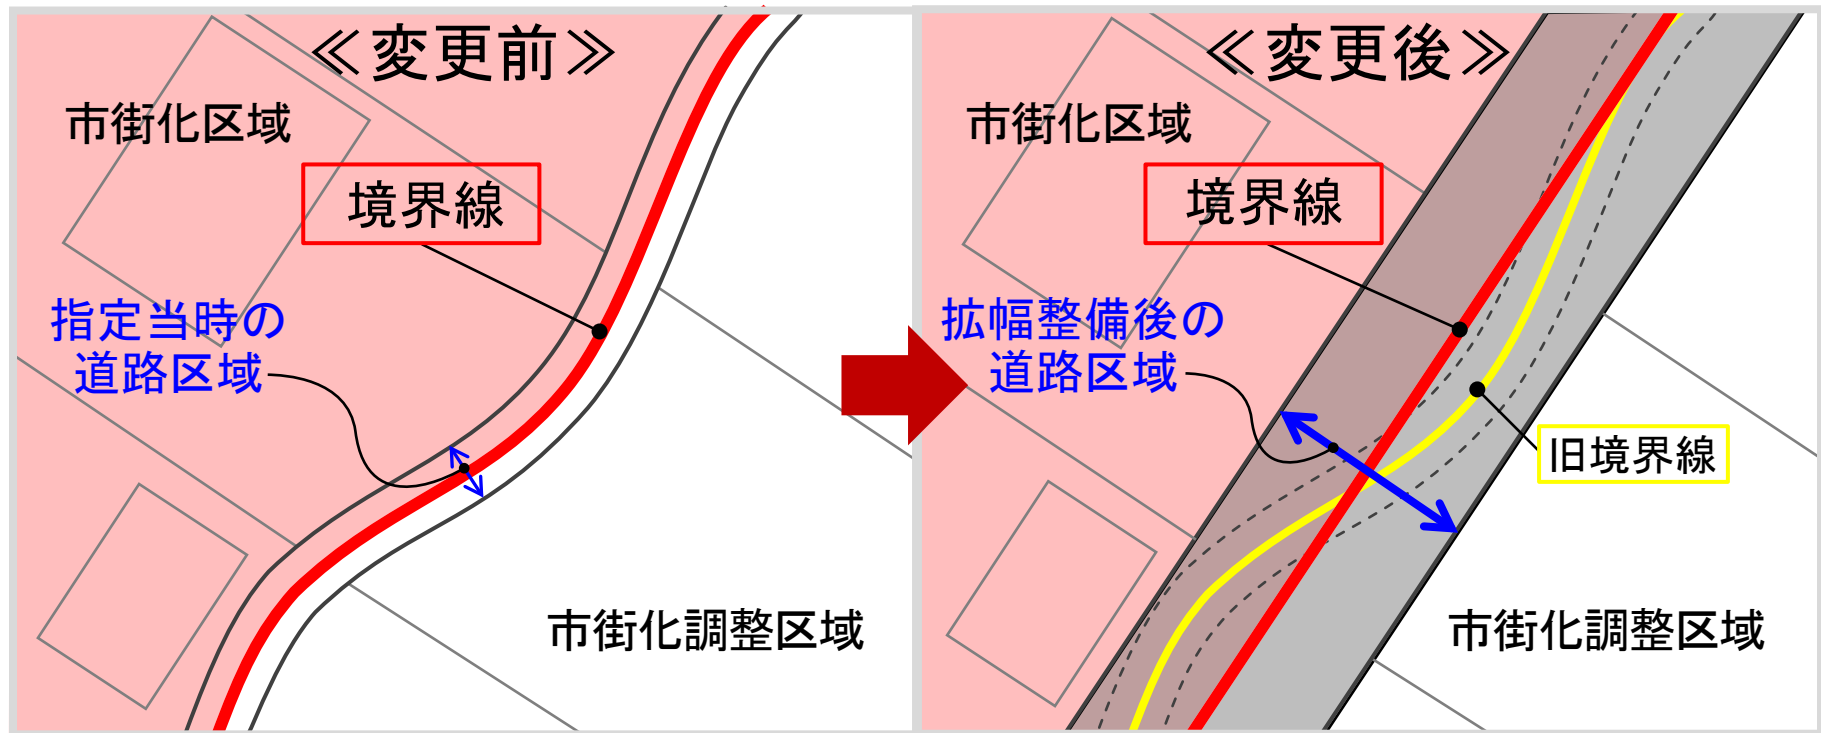 ≪変更前≫
市街化区域
境界線
指定当時の
道路区域
市街化調整区域
≪変更後≫
市街化区域
境界線
拡幅整備後の
道路区域
旧境界線
市街化調整区域